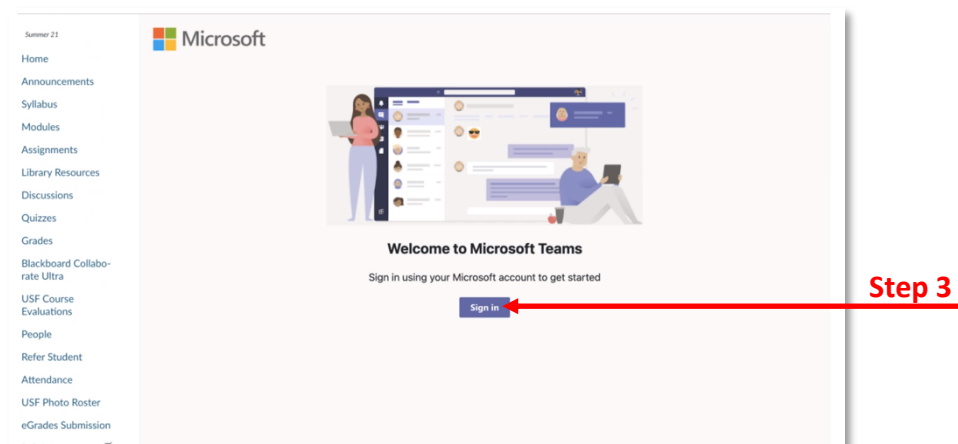 Summer 21
Microsoft
Home
Announcements
Syllabus
Modules
Assignments
Library Resources
Discussions
Quizzes
Grades
Blackboard Collabo-
rate Ultra
USF Course
Evaluations
People
Refer Student
Attendance
USF Photo Roster
eGrades Submission
Welcome to Microsoft Teams
Sign in using your Microsoft account to get started
Sign in
Step 3